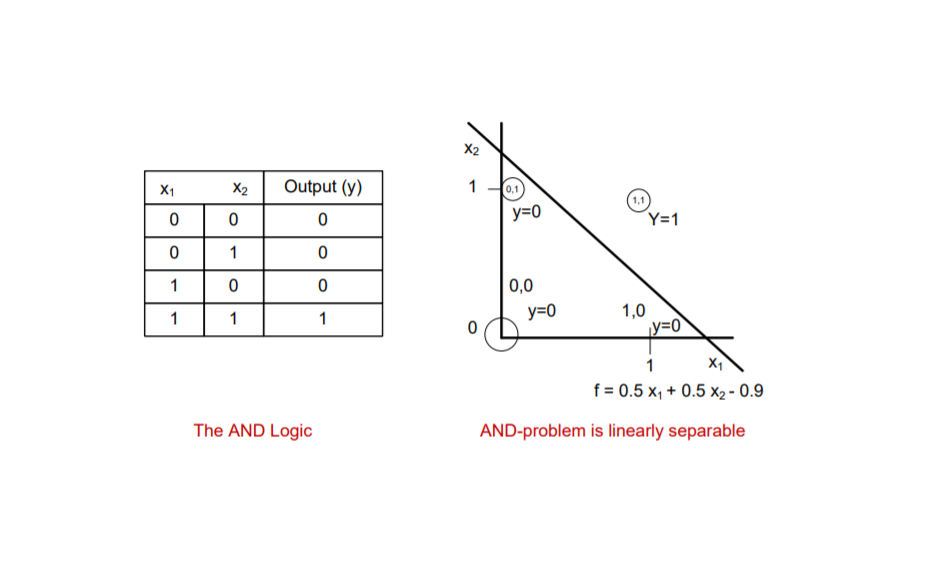 x₁ x₂ Output (y)
0 0 0
0 1 0
1 0 0
1 1 1
The AND Logic
x₂
1 0,1
y=0
1,1
Y=1
0,0
y=0
1,0
y=0
0
1 x₁
f = 0.5 x₁ + 0.5 x₂ - 0.9
AND-problem is linearly separable